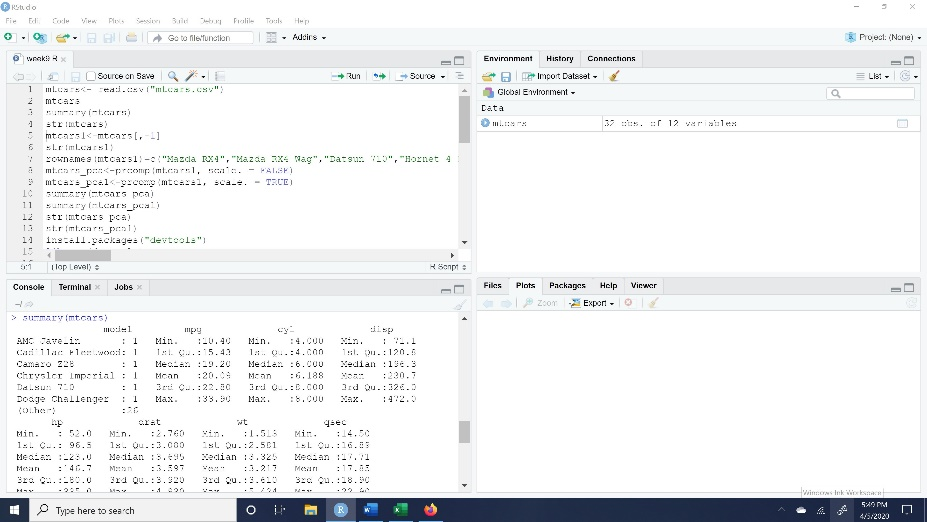 RStudio
File Edit Code View Plots Session Build Debug Profile Tools Help
Go to file/function Addins Project: (None)
week9.R
Source on Save Run Source
1 mtcars<- read.csv("mtcars.csv")
2 mtcars
3 summary(mtcars)
4 str(mtcars)
5 mtcars1<-mtcars[,-1]
6 str(mtcars1)
7 rownames(mtcars1)=c("Mazda RX4","Mazda RX4 Wag","Datsun 710","Hornet 4
8 mtcars_pca<-prcomp(mtcars1, scale. = FALSE)
9 mtcars_pca1<-prcomp(mtcars1, scale. = TRUE)
10 summary(mtcars_pca)
11 summary(mtcars_pca1)
12 str(mtcars_pca)
13 str(mtcars_pca1)
14 install.packages("devtools")
15
5:1 (Top Level) R Script
Console Terminal Jobs
~/
> summary(mtcars)
model mpg cyl disp
AMC Javelin : 1 Min. :10.40 Min. :4.000 Min. : 71.1
Cadillac Fleetwood: 1 1st Qu.:15.43 1st Qu.:4.000 1st Qu.:120.8
Camaro Z28 : 1 Median :19.20 Median :6.000 Median :196.3
Chrysler Imperial : 1 Mean :20.09 Mean :6.188 Mean :230.7
Datsun 710 : 1 3rd Qu.:22.80 3rd Qu.:8.000 3rd Qu.:326.0
Dodge Challenger : 1 Max. :33.90 Max. :8.000 Max. :472.0
(Other) :26
hp drat wt qsec
Min. : 52.0 Min. :2.760 Min. :1.513 Min. :14.50
1st Qu.: 96.5 1st Qu.:3.080 1st Qu.:2.581 1st Qu.:16.89
Median :123.0 Median :3.695 Median :3.325 Median :17.71
Mean :146.7 Mean :3.597 Mean :3.217 Mean :17.85
3rd Qu.:180.0 3rd Qu.:3.920 3rd Qu.:3.610 3rd Qu.:18.90
Max. :335.0 Max. :4.930 Max. :5.424 Max. :22.90
Environment History Connections
Import Dataset List
Global Environment
Data
mtcars 32 obs. of 12 variables
Files Plots Packages Help Viewer
Zoom Export
Windows Ink Workspace
Type here to search
5:49 PM
4/5/2020